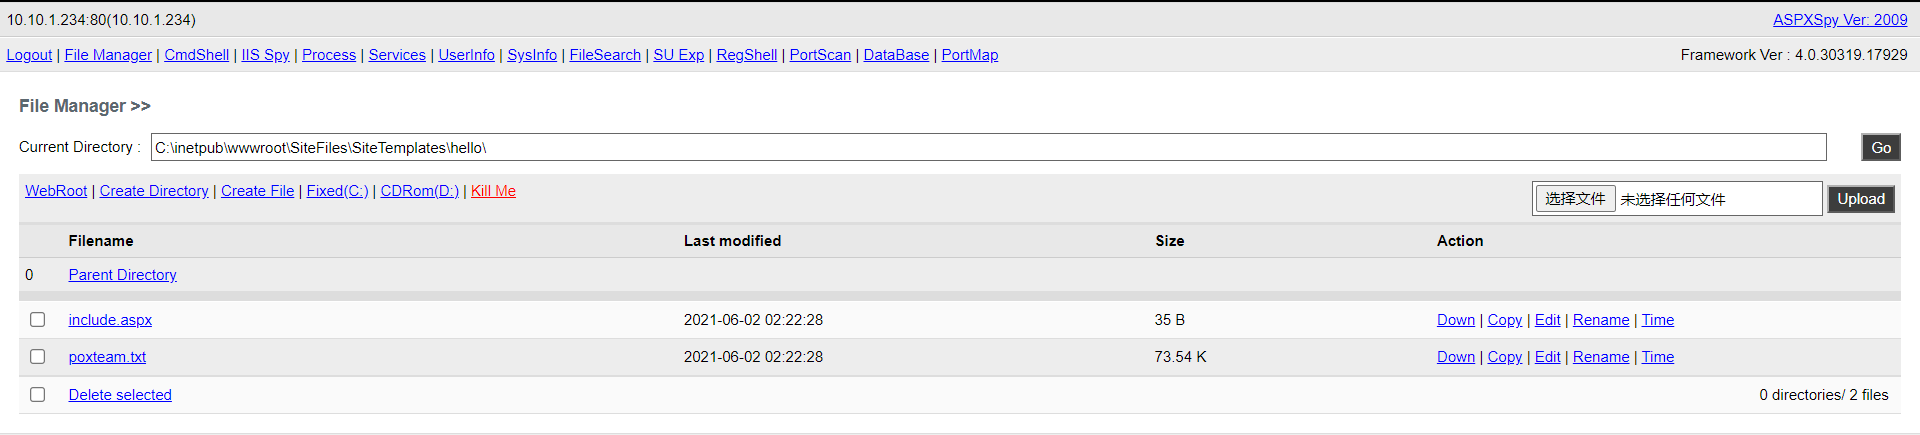 10.10.1.234:80(10.10.1.234) ASPXSpy Ver: 2009
Logout | File Manager | CmdShell | IIS Spy | Process | Services | UserInfo | SysInfo | FileSearch | SU Exp | RegShell | PortScan | DataBase | PortMap Framework Ver : 4.0.30319.17929
File Manager >>
Current Directory : C:\inetpub\wwwroot\SiteFiles\SiteTemplates\hello\ Go
WebRoot | Create Directory | Create File | Fixed(C:) | CDRom(D:) | Kill Me 选择文件 未选择任何文件 Upload
Filename Last modified Size Action
0 Parent Directory
include.aspx 2021-06-02 02:22:28 35 B Down | Copy | Edit | Rename | Time
poxteam.txt 2021-06-02 02:22:28 73.54 K Down | Copy | Edit | Rename | Time
Delete selected 0 directories/ 2 files